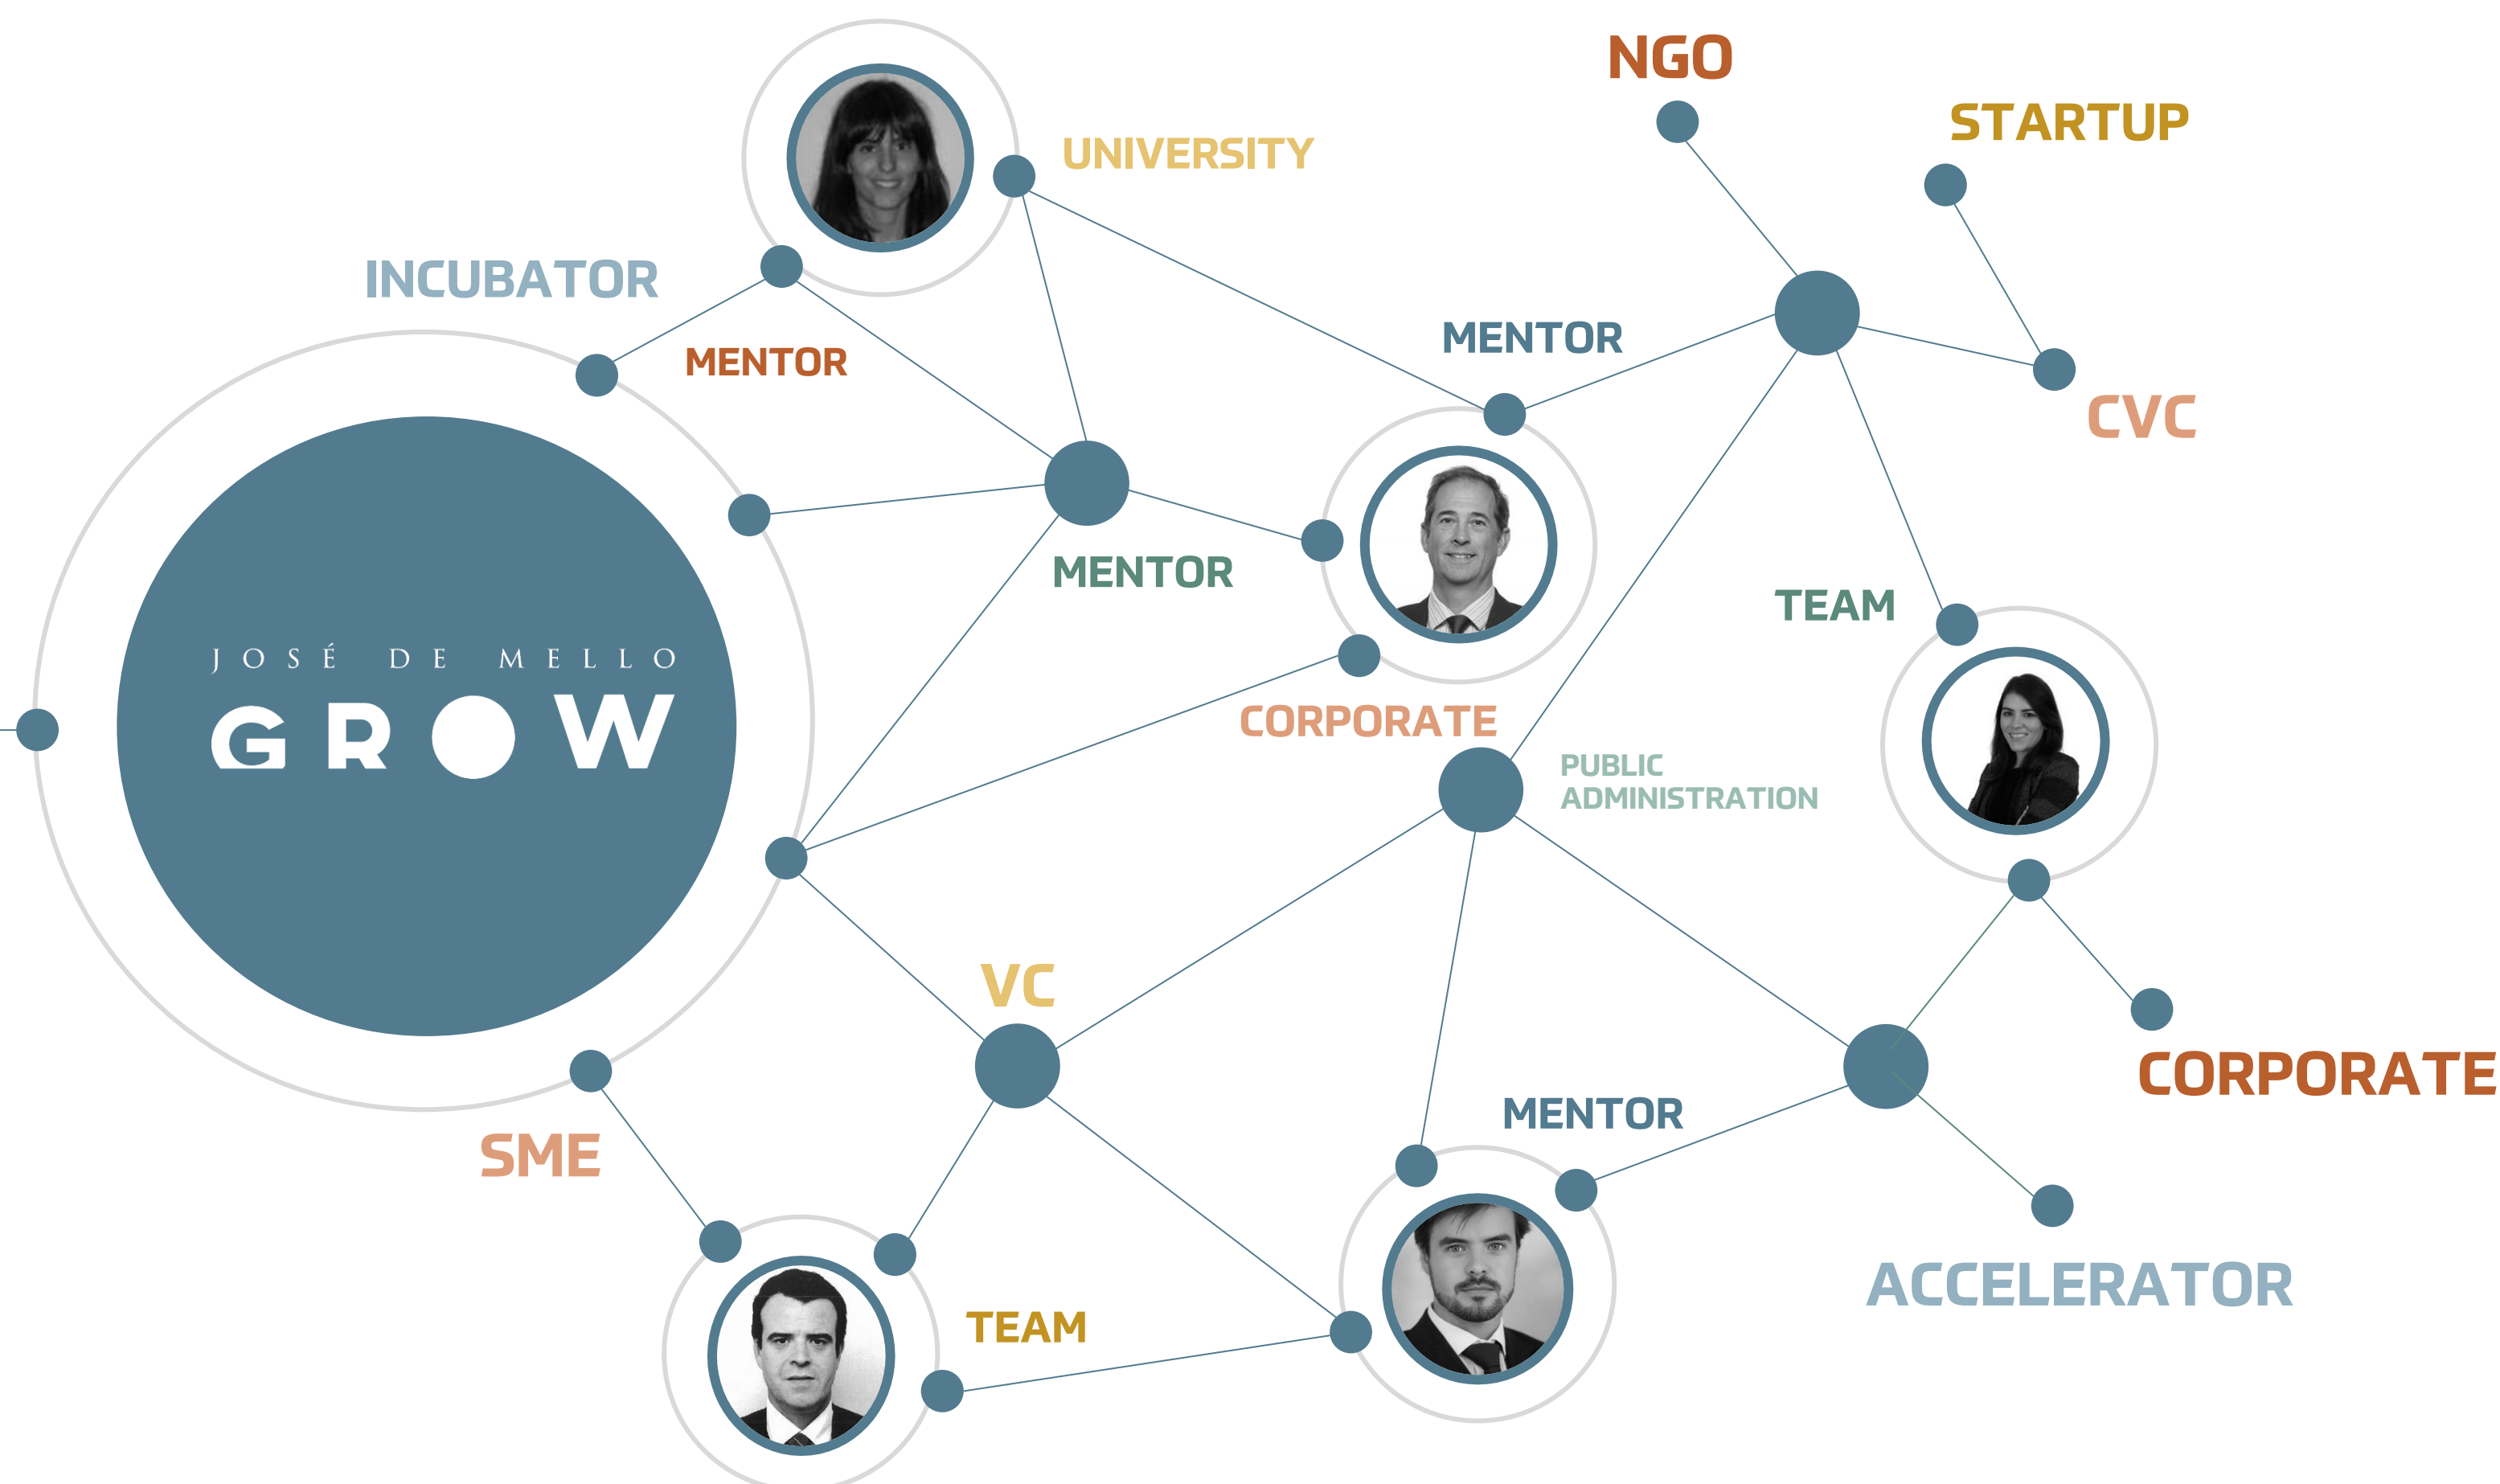 NGO
STARTUP
UNIVERSITY
INCUBATOR
MENTOR
MENTOR
CVC
MENTOR
TEAM
JOSÉ DE MELLO
GROW
CORPORATE
PUBLIC
ADMINISTRATION
VC
CORPORATE
MENTOR
SME
ACCELERATOR
TEAM